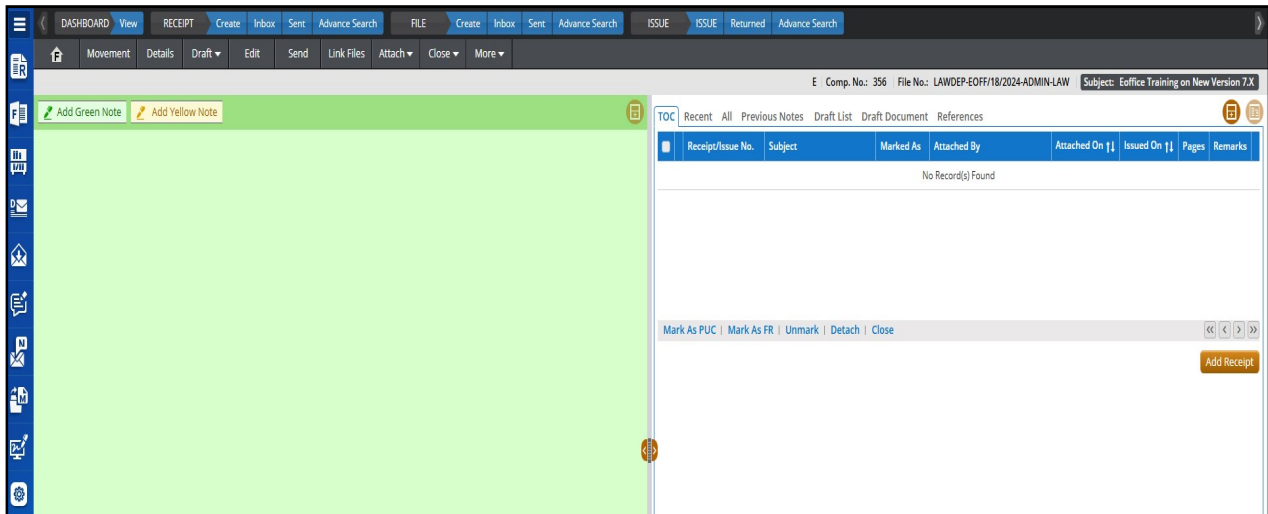 DASHBOARD View RECEIPT Create Inbox Sent Advance Search FILE Create Inbox Sent Advance Search ISSUE ISSUE Returned Advance Search
Movement Details Draft Edit Send Link Files Attach Close More
E Comp. No.: 356 File No.: LAWDEP-EOFF/18/2024-ADMIN-LAW Subject: Eoffice Training on New Version 7.X
Add Green Note Add Yellow Note
TOC Recent All Previous Notes Draft List Draft Document References
Receipt/Issue No. Subject Marked As Attached By Attached On Issued On Pages Remarks
No Record(s) Found
Mark As PUC | Mark As FR | Unmark | Detach | Close
Add Receipt